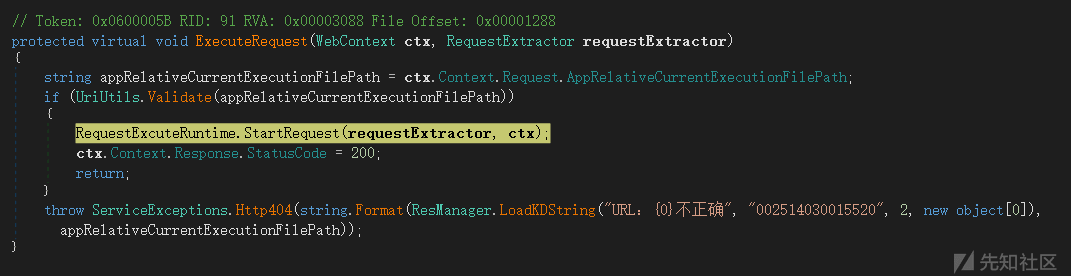 // Token: 0x0600005B RID: 91 RVA: 0x00003088 File Offset: 0x00001288
protected virtual void ExecuteRequest(WebContext ctx, RequestExtractor requestExtractor)
{
string appRelativeCurrentExecutionFilePath = ctx.Context.Request.AppRelativeCurrentExecutionFilePath;
if (UriUtils.Validate(appRelativeCurrentExecutionFilePath))
{
RequestExcuteRuntime.StartRequest(requestExtractor, ctx);
ctx.Context.Response.StatusCode = 200;
return;
}
throw ServiceExceptions.Http404(string.Format(ResManager.LoadKDString("URL：{0}不正确", "002514030015520", 2, new object[0]),
appRelativeCurrentExecutionFilePath));
}
先知社区